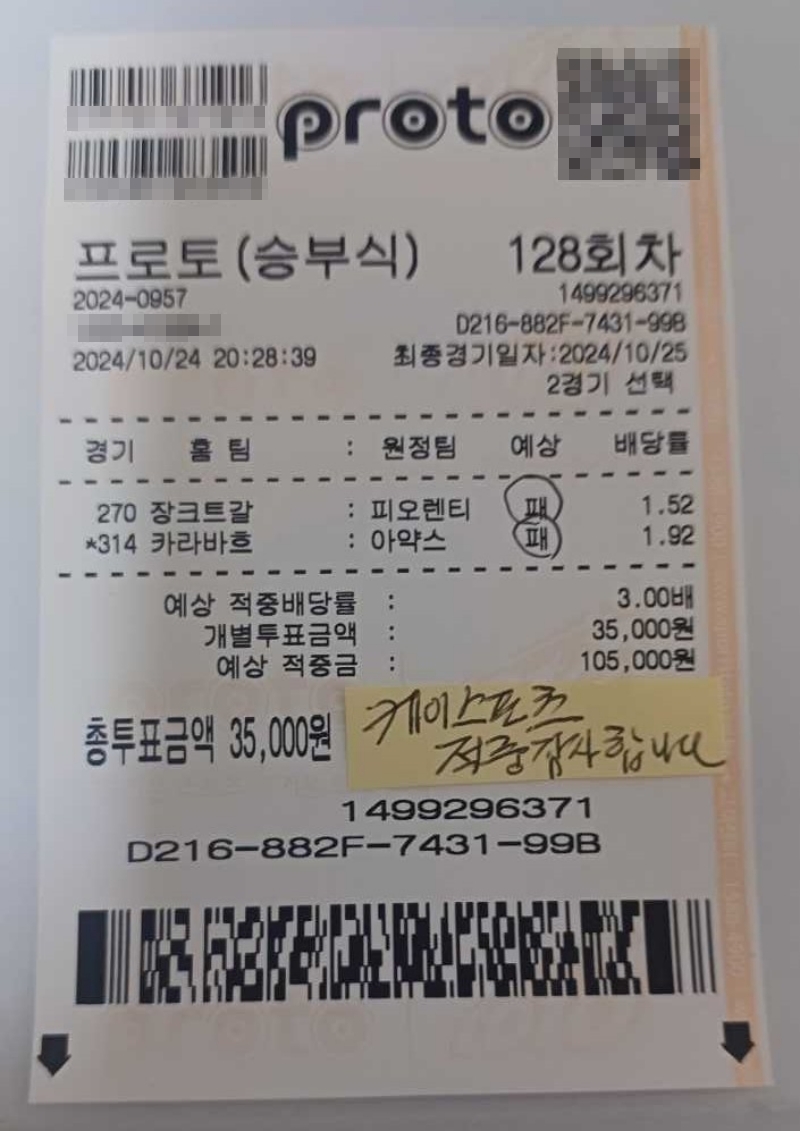 proto
프로토(승부식) 128회차
2024-0957 1499296371
D216-882F-7431-99B
2024/10/24 20:28:39 최종경기일자:2024/10/25
2경기 선택
경기 홈 팀 : 원정팀 예상 배당률
270 장크트갈 : 피오렌티 패 1.52
*314 카라바흐 : 아약스 패 1.92
예상 적중배당률 : 3.00배
개별투표금액 : 35,000원
예상 적중금 : 105,000원
총투표금액 35,000원
케이스포츠
적중감사합니다
1499296371
D216-882F-7431-99B